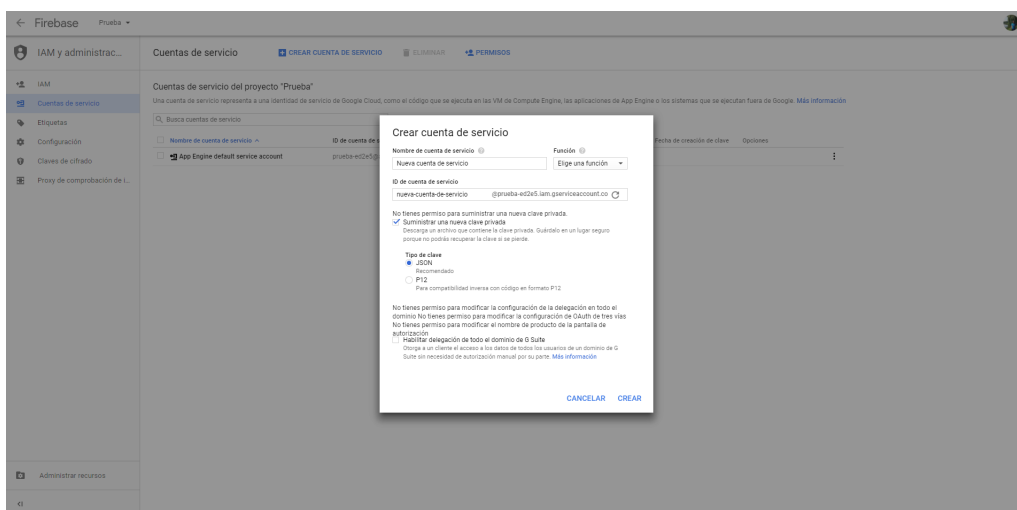 Firebase Prueba
IAM y administrac...
Cuentas de servicio CREAR CUENTA DE SERVICIO ELIMINAR PERMISOS
IAM
Cuentas de servicio
Etiquetas
Configuración
Claves de cifrado
Proxy de comprobación de i...
Administrar recursos
Cuentas de servicio del proyecto "Prueba"
Una cuenta de servicio representa a una identidad de servicio de Google Cloud, como el código que se ejecuta en las VM de Compute Engine, las aplicaciones de App Engine o los sistemas que se ejecutan fuera de Google. Más información
Busca cuentas de servicio
Nombre de cuenta de servicio ID de cuenta de s Fecha de creación de clave Opciones
App Engine default service account prueba-ed2e5@
Crear cuenta de servicio
Nombre de cuenta de servicio Función
Nueva cuenta de servicio Elige una función
ID de cuenta de servicio
nueva-cuenta-de-servicio @prueba-ed2e5.iam.gserviceaccount.co
No tienes permiso para suministrar una nueva clave privada.
Suministrar una nueva clave privada
Descarga un archivo que contiene la clave privada. Guárdalo en un lugar seguro
porque no podrás recuperar la clave si se pierde.
Tipo de clave
JSON
Recomendado
P12
Para compatibilidad inversa con código en formato P12
No tienes permiso para modificar la configuración de la delegación en todo el
dominio No tienes permiso para modificar la configuración de OAuth de tres vías
No tienes permiso para modificar el nombre de producto de la pantalla de
autorización
Habilitar delegación de todo el dominio de G Suite
Otorga a un cliente el acceso a los datos de todos los usuarios de un dominio de G
Suite sin necesidad de autorización manual por su parte. Más información
CANCELAR CREAR